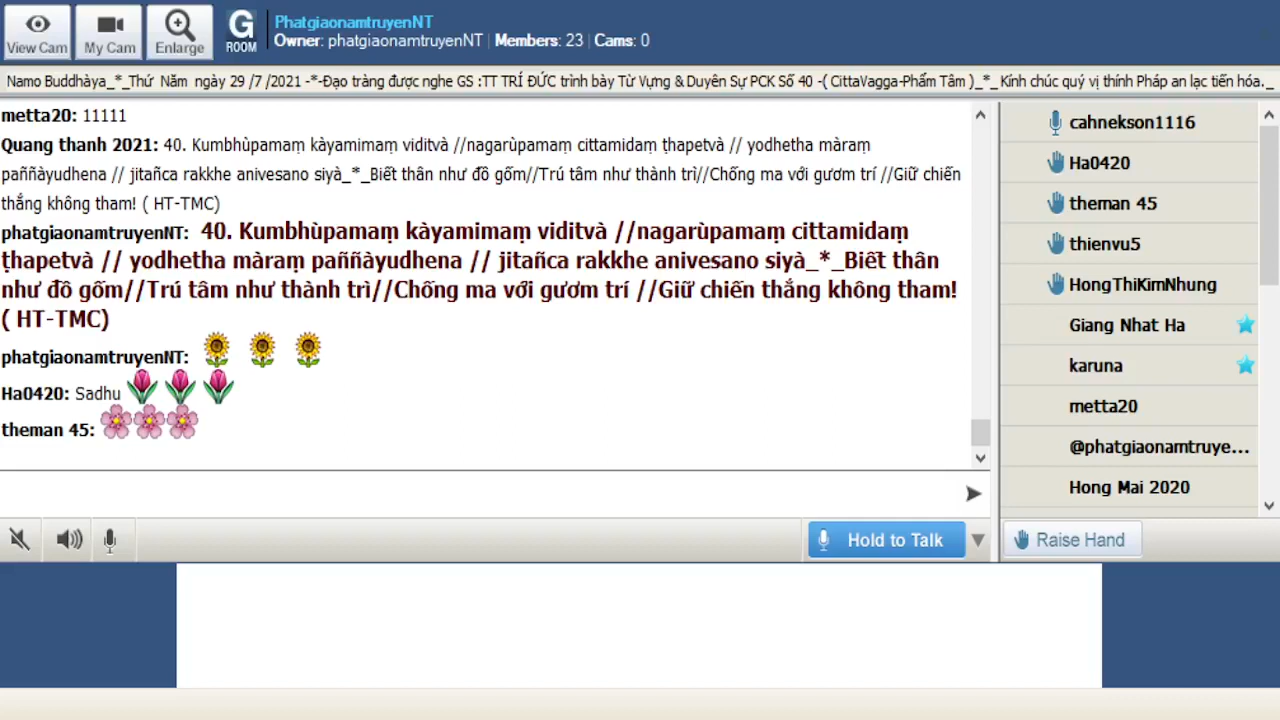 View Cam
My Cam
Enlarge
G
ROOM
PhatgiaonamtruyenNT
Owner: phatgiaonamtruyenNT | Members: 23 | Cams: 0
Namo Buddhàya_*_Thứ Năm ngày 29 /7 /2021 -*-Đạo tràng được nghe GS :TT TRÍ ĐỨC trình bày Từ Vựng & Duyên Sự PCK Số 40 -( CittaVagga-Phẩm Tâm )_*_Kính chúc quý vị thính Pháp an lạc tiến hóa._
metta20: 11111
Quang thanh 2021: 40. Kumbhùpamaṃ kàyamimaṃ viditvà //nagarùpamaṃ cittamidaṃ ṭhapetvà // yodhetha màraṃ
paññàyudhena // jitañca rakkhe anivesano siyà_*_Biết thân như đồ gốm//Trú tâm như thành trì//Chống ma với gươm trí //Giữ chiến
thắng không tham! ( HT-TMC)
phatgiaonamtruyenNT: 40. Kumbhùpamaṃ kàyamimaṃ viditvà //nagarùpamaṃ cittamidaṃ
ṭhapetvà // yodhetha màraṃ paññàyudhena // jitañca rakkhe anivesano siyà_*_Biết thân
như đồ gốm//Trú tâm như thành trì//Chống ma với gươm trí //Giữ chiến thắng không tham!
( HT-TMC)
phatgiaonamtruyenNT:
Ha0420: Sadhu
theman 45:
cahnekson1116
Ha0420
theman 45
thienvu5
HongThiKimNhung
Giang Nhat Ha
karuna
metta20
@phatgiaonamtruye...
Hong Mai 2020
Hold to Talk
Raise Hand